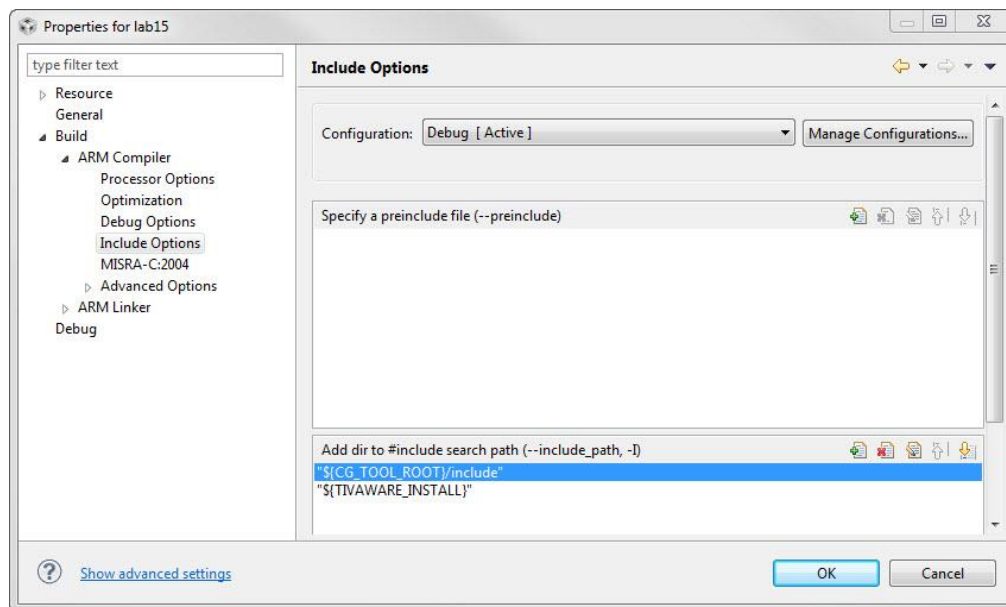 Properties for lab15
type filter text
Resource
General
Build
ARM Compiler
Processor Options
Optimization
Debug Options
Include Options
MISRA-C:2004
Advanced Options
ARM Linker
Debug
Include Options
Configuration: Debug [ Active ] Manage Configurations...
Specify a preinclude file (--preinclude)
Add dir to #include search path (--include_path, -I)
"${CG_TOOL_ROOT}/include"
"${TIVAWARE_INSTALL}"
Show advanced settings
OK Cancel